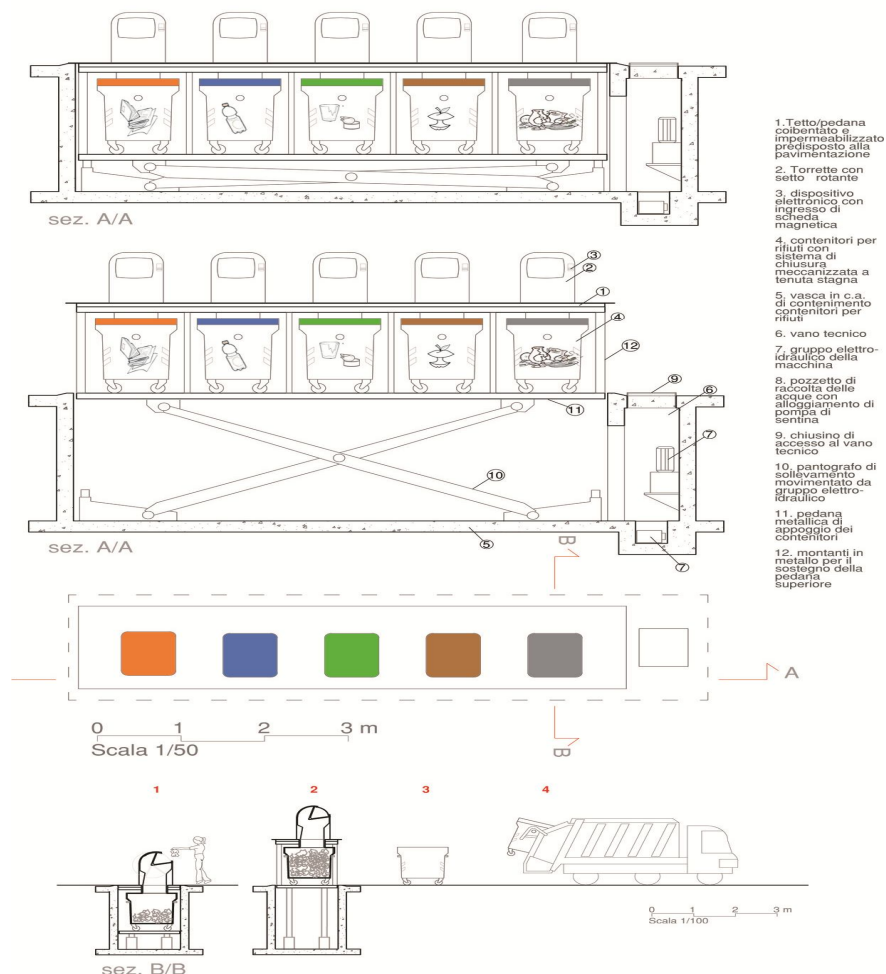 sez. A/A
1.Tetto/pedana
coibentato e
impermeabilizzato
predisposto alla
pavimentazione
2. Torrette con
setto rotante
3. dispositivo
elettronico con
ingresso di
scheda
magnetica
4. contenitori per
rifiuti con
sistema di
chiusura
meccanizzata a
tenuta stagna
5. vasca in c.a.
di contenimento
contenitori per
rifiuti
6. vano tecnico
7. gruppo elettro-
idraulico della
macchina
8. pozzetto di
raccolta delle
acque con
alloggiamento di
pompa di
sentina
9. chiusino di
accesso al vano
tecnico
10. pantografo di
sollevamento
movimentato da
gruppo elettro-
idraulico
11. pedana
metallica di
appoggio dei
contenitori
12. montanti in
metallo per il
sostegno della
pedana
superiore
3
2
1
4
12
9
6
11
7
10
5
7
sez. A/A
B
A
B
0 1 2 3 m
Scala 1/50
1 2 3 4
0 1 2 3 m
Scala 1/100
sez. B/B